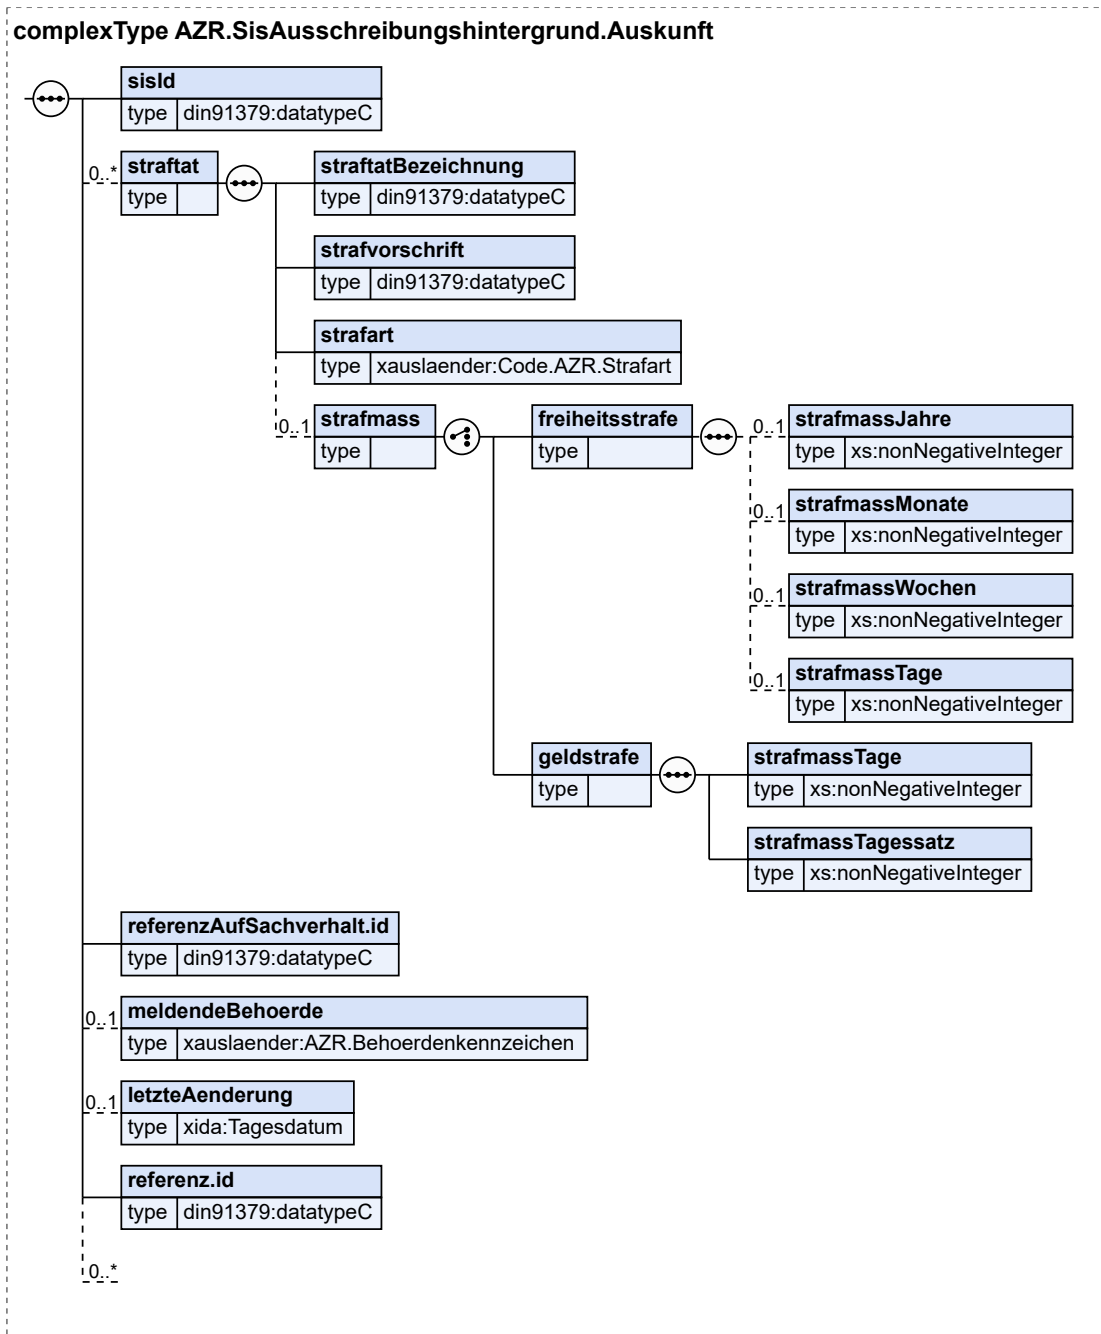 complexType AZR.SisAusschreibungshintergrund.Auskunft
sisId
type din91379:datatypeC
0..*
straftat
type
straftatBezeichnung
type din91379:datatypeC
strafvorschrift
type din91379:datatypeC
strafart
type xauslaender:Code.AZR.Strafart
0..1
strafmass
type
freiheitsstrafe
type
0..1
strafmassJahre
type xs:nonNegativeInteger
0..1
strafmassMonate
type xs:nonNegativeInteger
0..1
strafmassWochen
type xs:nonNegativeInteger
0..1
strafmassTage
type xs:nonNegativeInteger
geldstrafe
type
strafmassTage
type xs:nonNegativeInteger
strafmassTagessatz
type xs:nonNegativeInteger
referenzAufSachverhalt.id
type din91379:datatypeC
0..1
meldendeBehoerde
type xauslaender:AZR.Behoerdenkennzeichen
0..1
letzteAenderung
type xida:Tagesdatum
referenz.id
type din91379:datatypeC
0..*